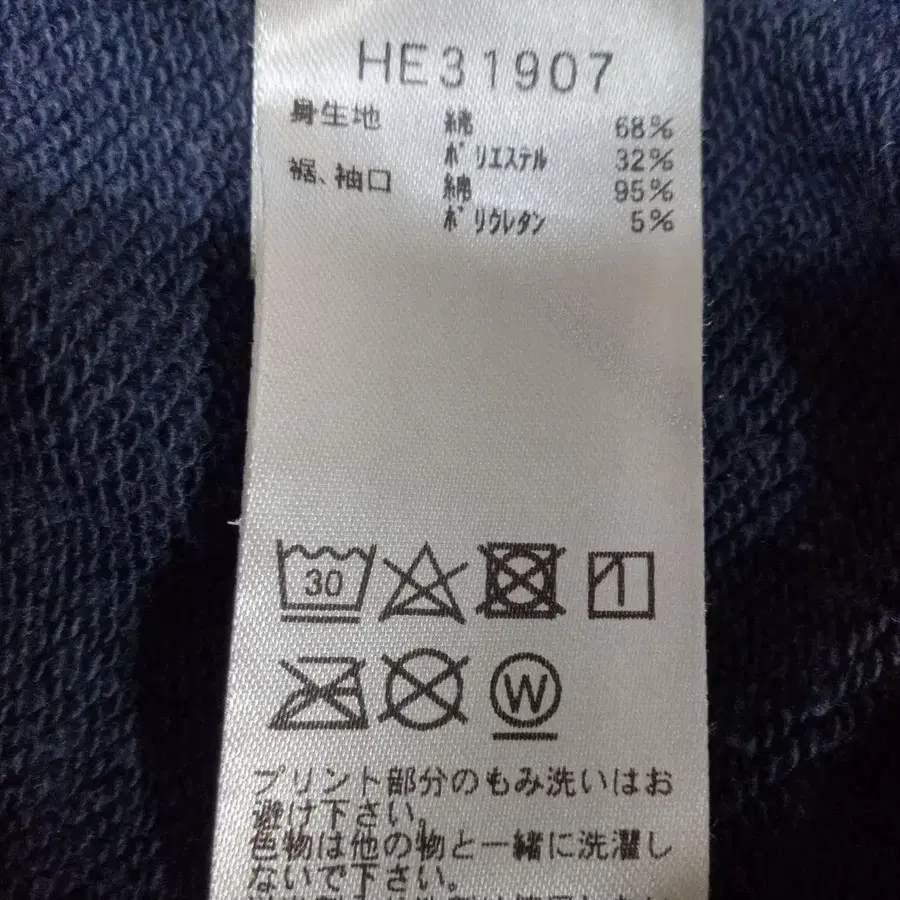 HE31907
身生地 綿 68%
ポリエステル 32%
裾、袖口 綿 95%
ポリウレタン 5%
30
W
プリント部分のもみ洗いはお
避け下さい。
色物は他の物と一緒に洗濯し
ないで下さい。